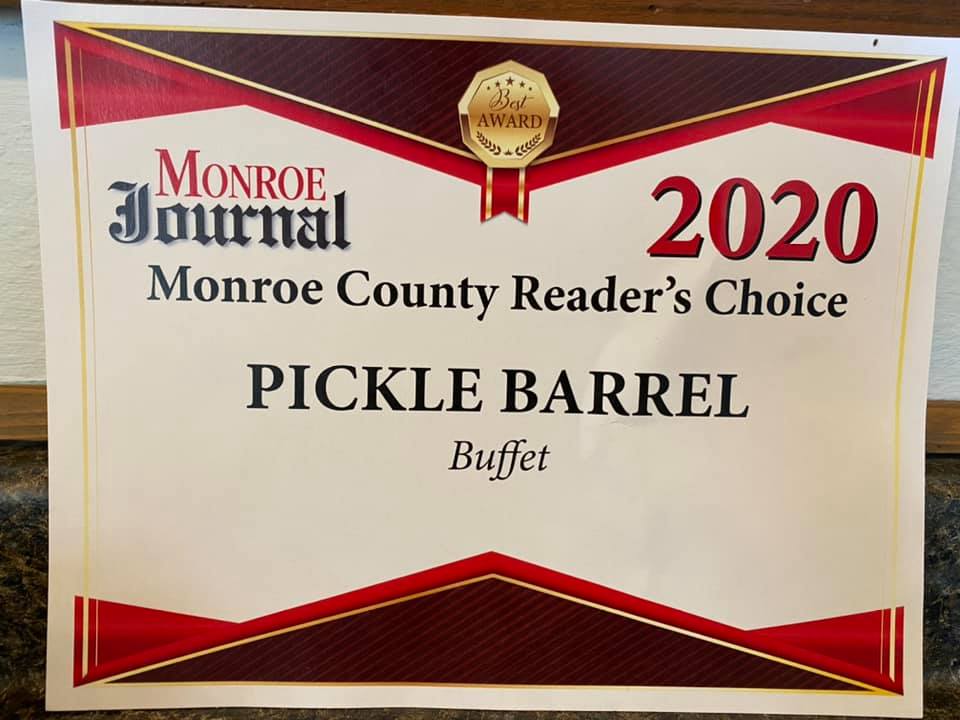 Best
AWARD
MONROE
Journal
2020
Monroe County Reader's Choice
PICKLE BARREL
Buffet